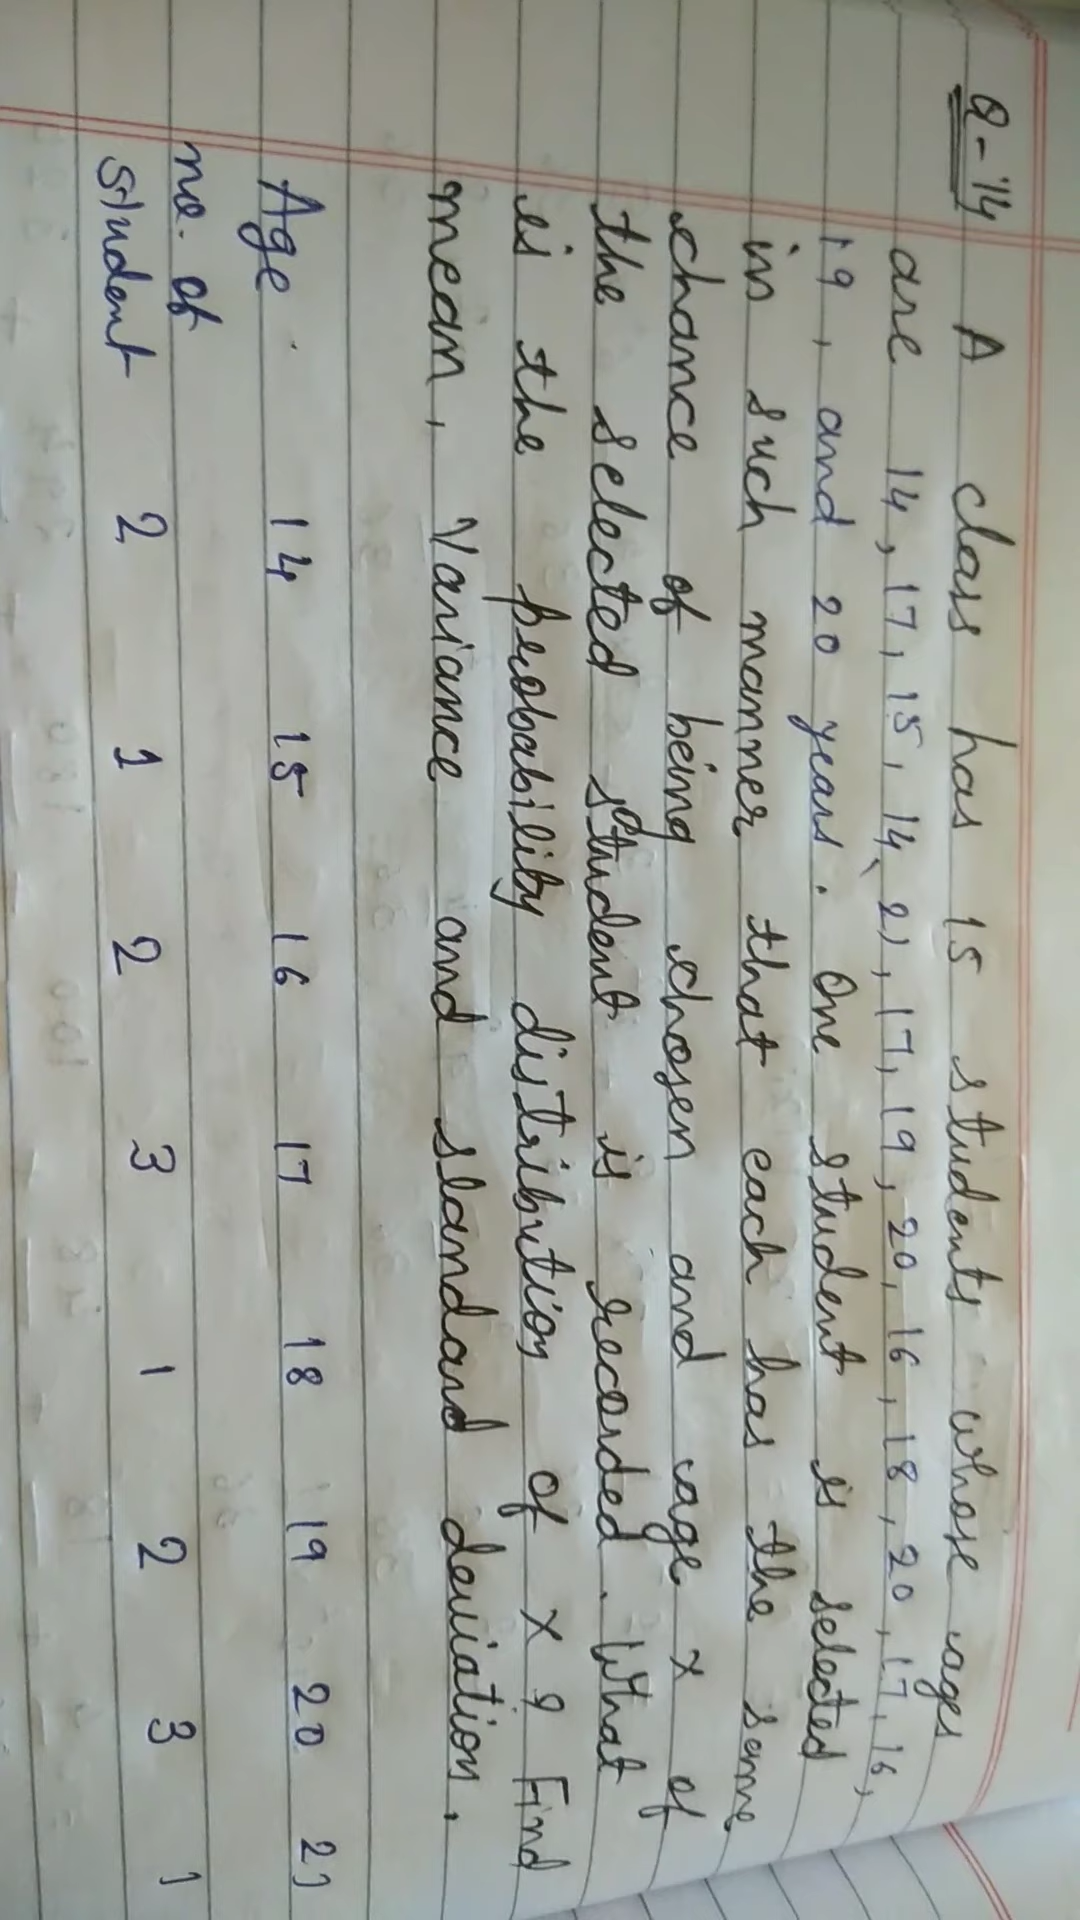 Q-14 A class has 15 students whose ages
are 14, 17, 15, 14, 21, 17, 19, 20, 16, 18, 20, 17, 16,
19, and 20 years. One student is selected
in such manner that each has the same
chance of being chosen and age x of
the selected student is recorded. What
is the probability distribution of x? Find
mean, Variance and standard deviation.
Age 14 15 16 17 18 19 20 21
no. of
student 2 1 2 3 1 2 3 1